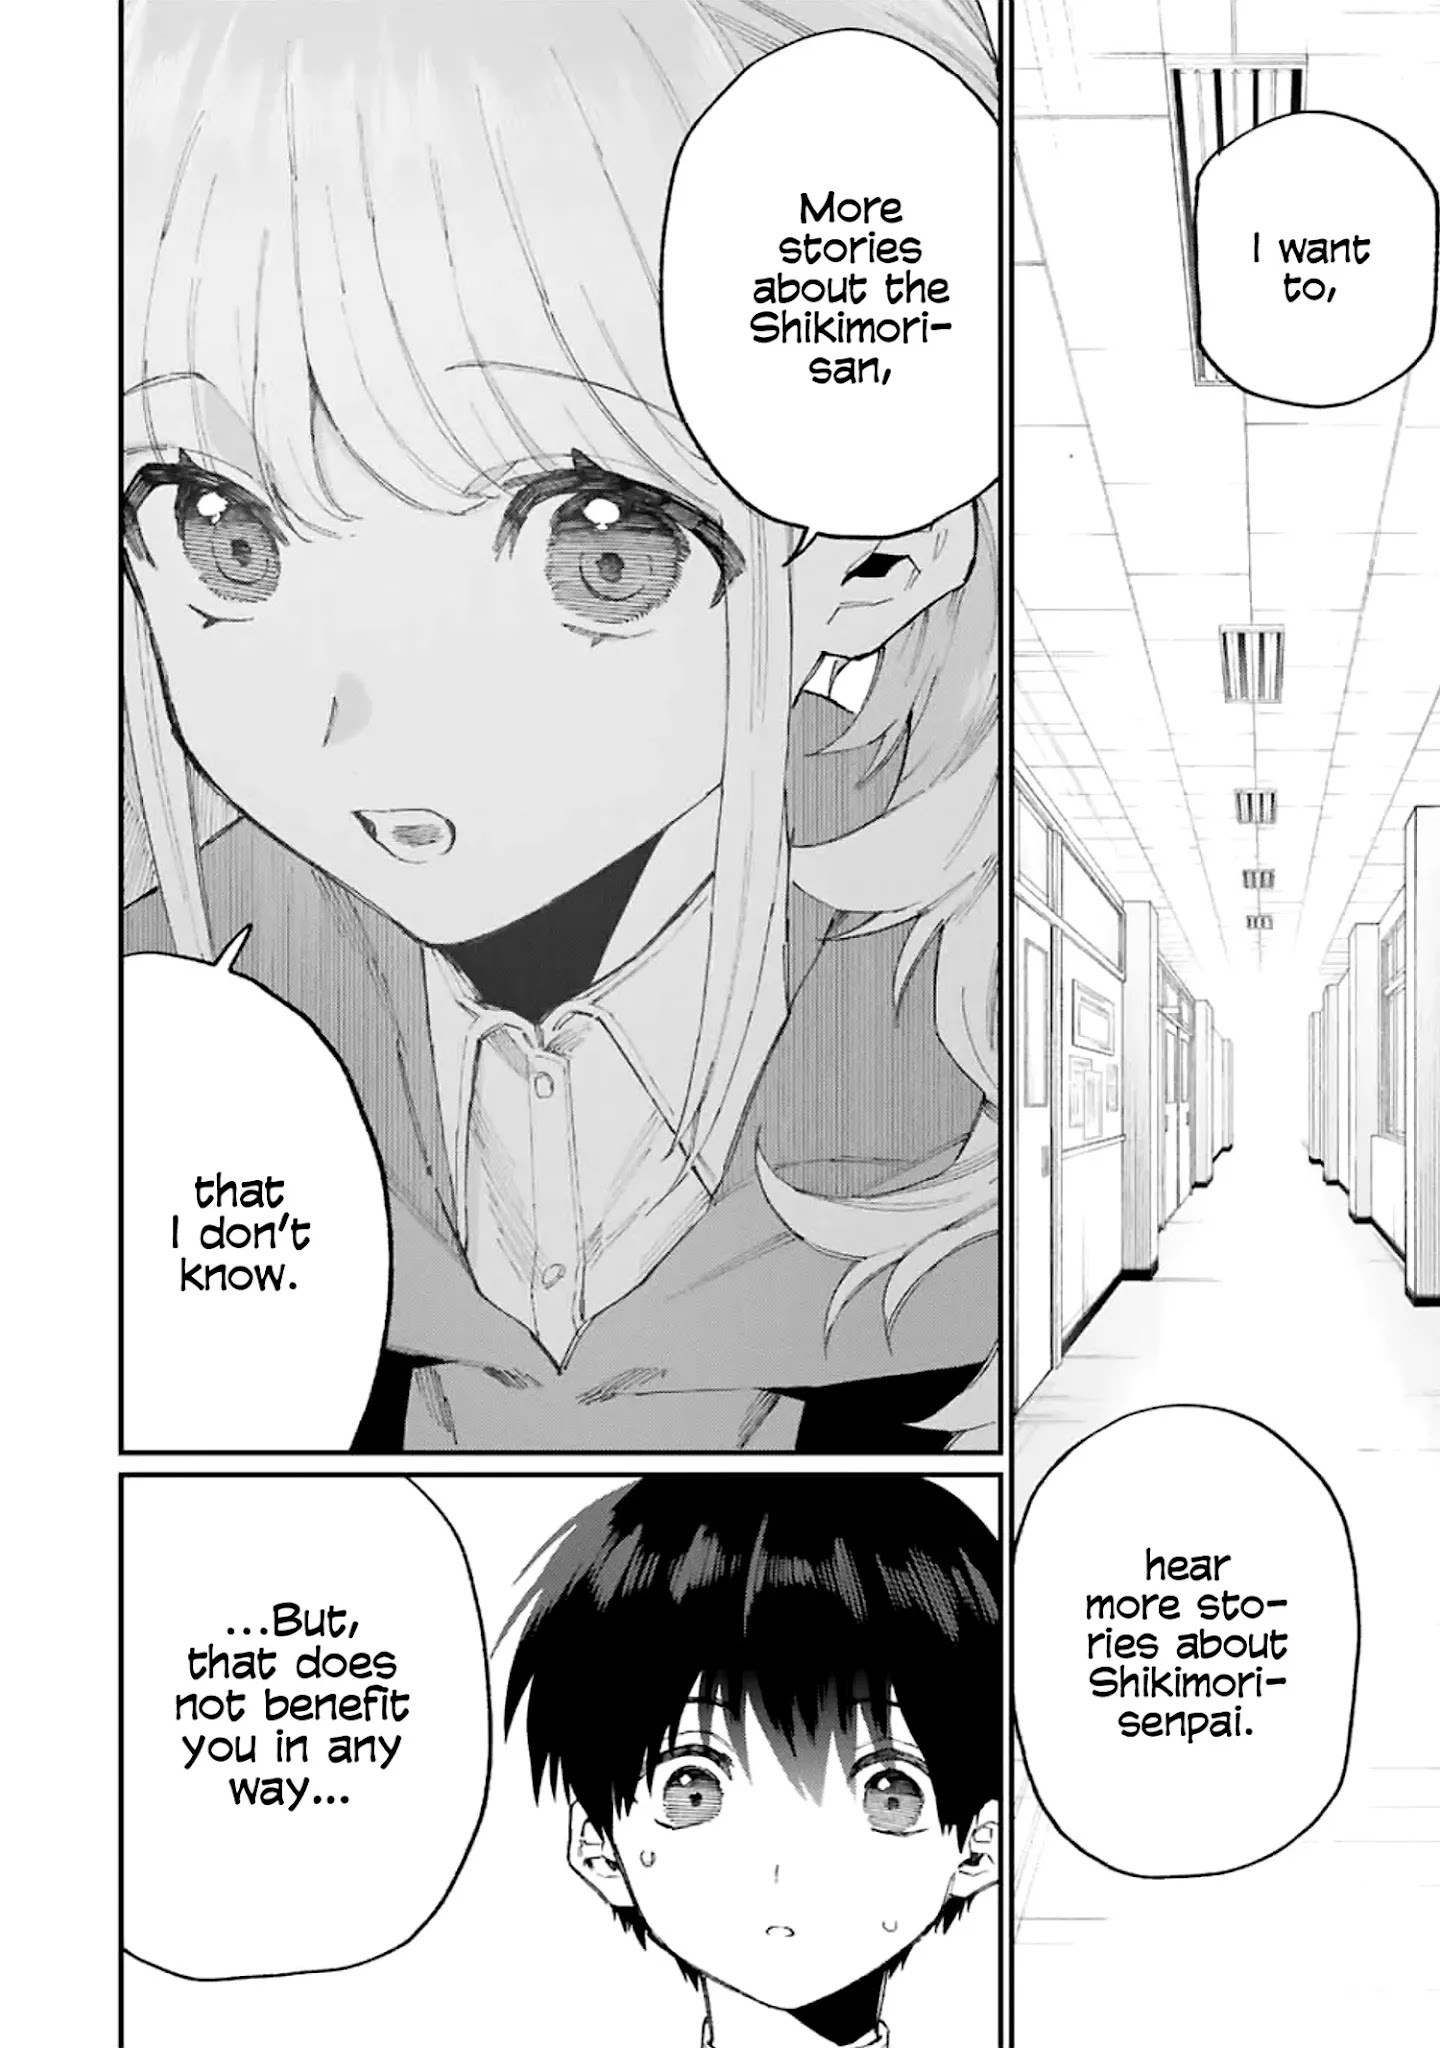 I want
to,
hear
more sto-
ries about
Shikimori-
senpai.
More
stories
about the
Shikimori-
san,
that
I don't
know.
...But,
that does
not benefit
you in any
way...